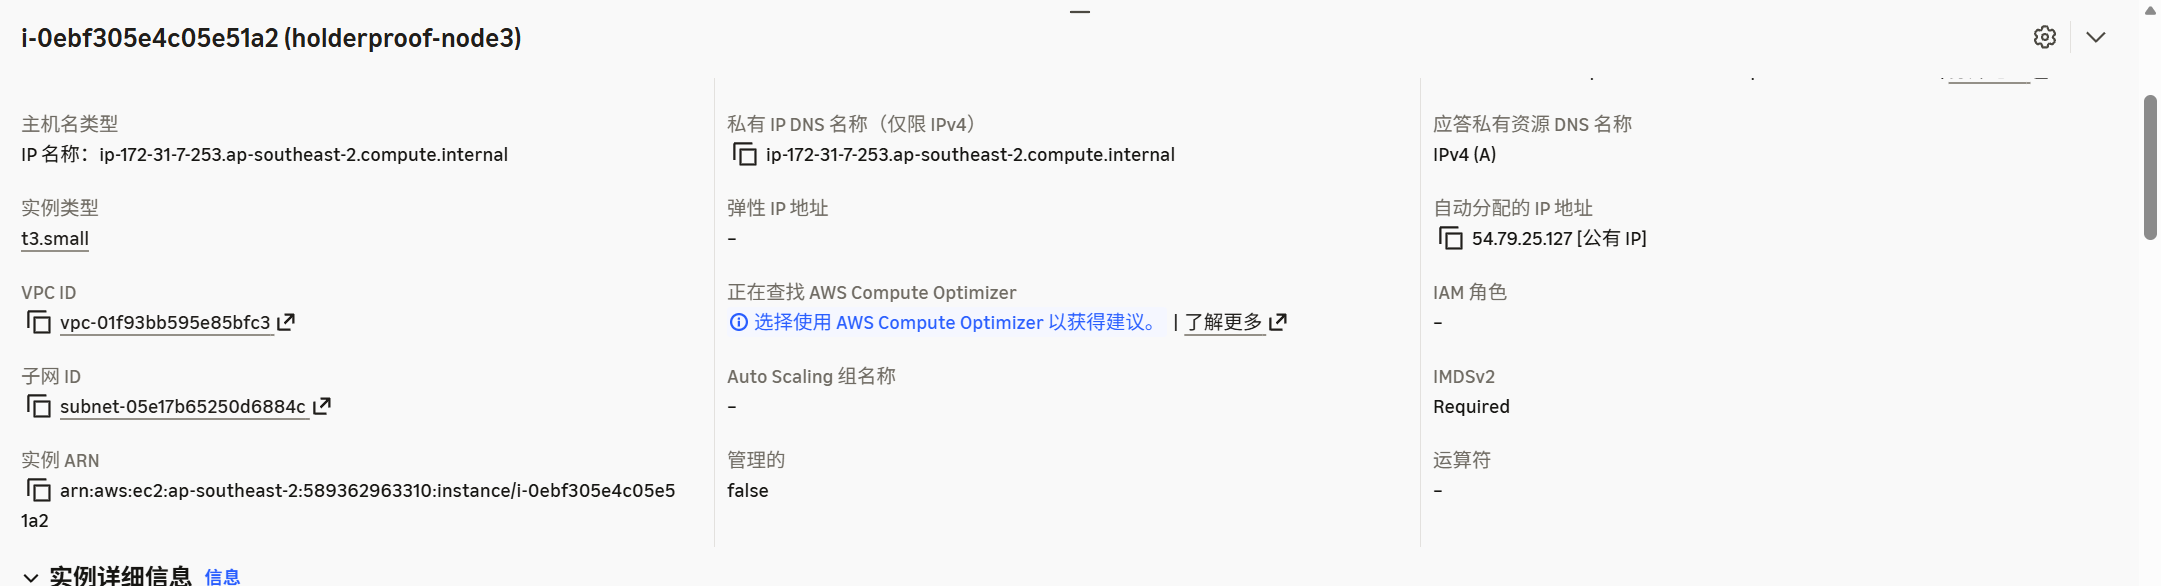 i-0ebf305e4c05e51a2 (holderproof-node3)
主机名类型
IP 名称：ip-172-31-7-253.ap-southeast-2.compute.internal
私有 IP DNS 名称（仅限 IPv4）
ip-172-31-7-253.ap-southeast-2.compute.internal
应答私有资源 DNS 名称
IPv4 (A)
实例类型
t3.small
弹性 IP 地址
–
自动分配的 IP 地址
54.79.25.127 [公有 IP]
VPC ID
vpc-01f93bb595e85bfc3
正在查找 AWS Compute Optimizer
选择使用 AWS Compute Optimizer 以获得建议。 | 了解更多
IAM 角色
–
子网 ID
subnet-05e17b65250d6884c
Auto Scaling 组名称
–
IMDSv2
Required
实例 ARN
arn:aws:ec2:ap-southeast-2:589362963310:instance/i-0ebf305e4c05e5
1a2
管理的
false
运算符
–
实例详细信息 信息